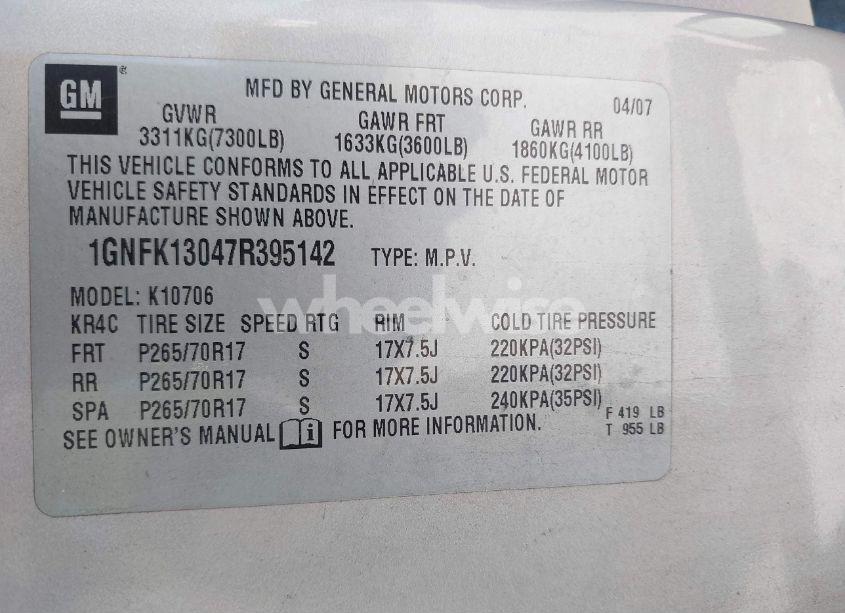 GM®
MFD BY GENERAL MOTORS CORP.
04/07
GVWR GAWR FRT GAWR RR
3311KG(7300LB) 1633KG(3600LB) 1860KG(4100LB)
THIS VEHICLE CONFORMS TO ALL APPLICABLE U.S. FEDERAL MOTOR
VEHICLE SAFETY STANDARDS IN EFFECT ON THE DATE OF
MANUFACTURE SHOWN ABOVE.
1GNFK13047R395142 TYPE: M.P.V.
MODEL: K10706
wheelwise
KR4C TIRE SIZE SPEED RTG RIM COLD TIRE PRESSURE
FRT P265/70R17 S 17X7.5J 220KPA(32PSI)
RR P265/70R17 S 17X7.5J 220KPA(32PSI)
SPA P265/70R17 S 17X7.5J 240KPA(35PSI)
F 419 LB
SEE OWNER'S MANUAL i FOR MORE INFORMATION.
T 955 LB